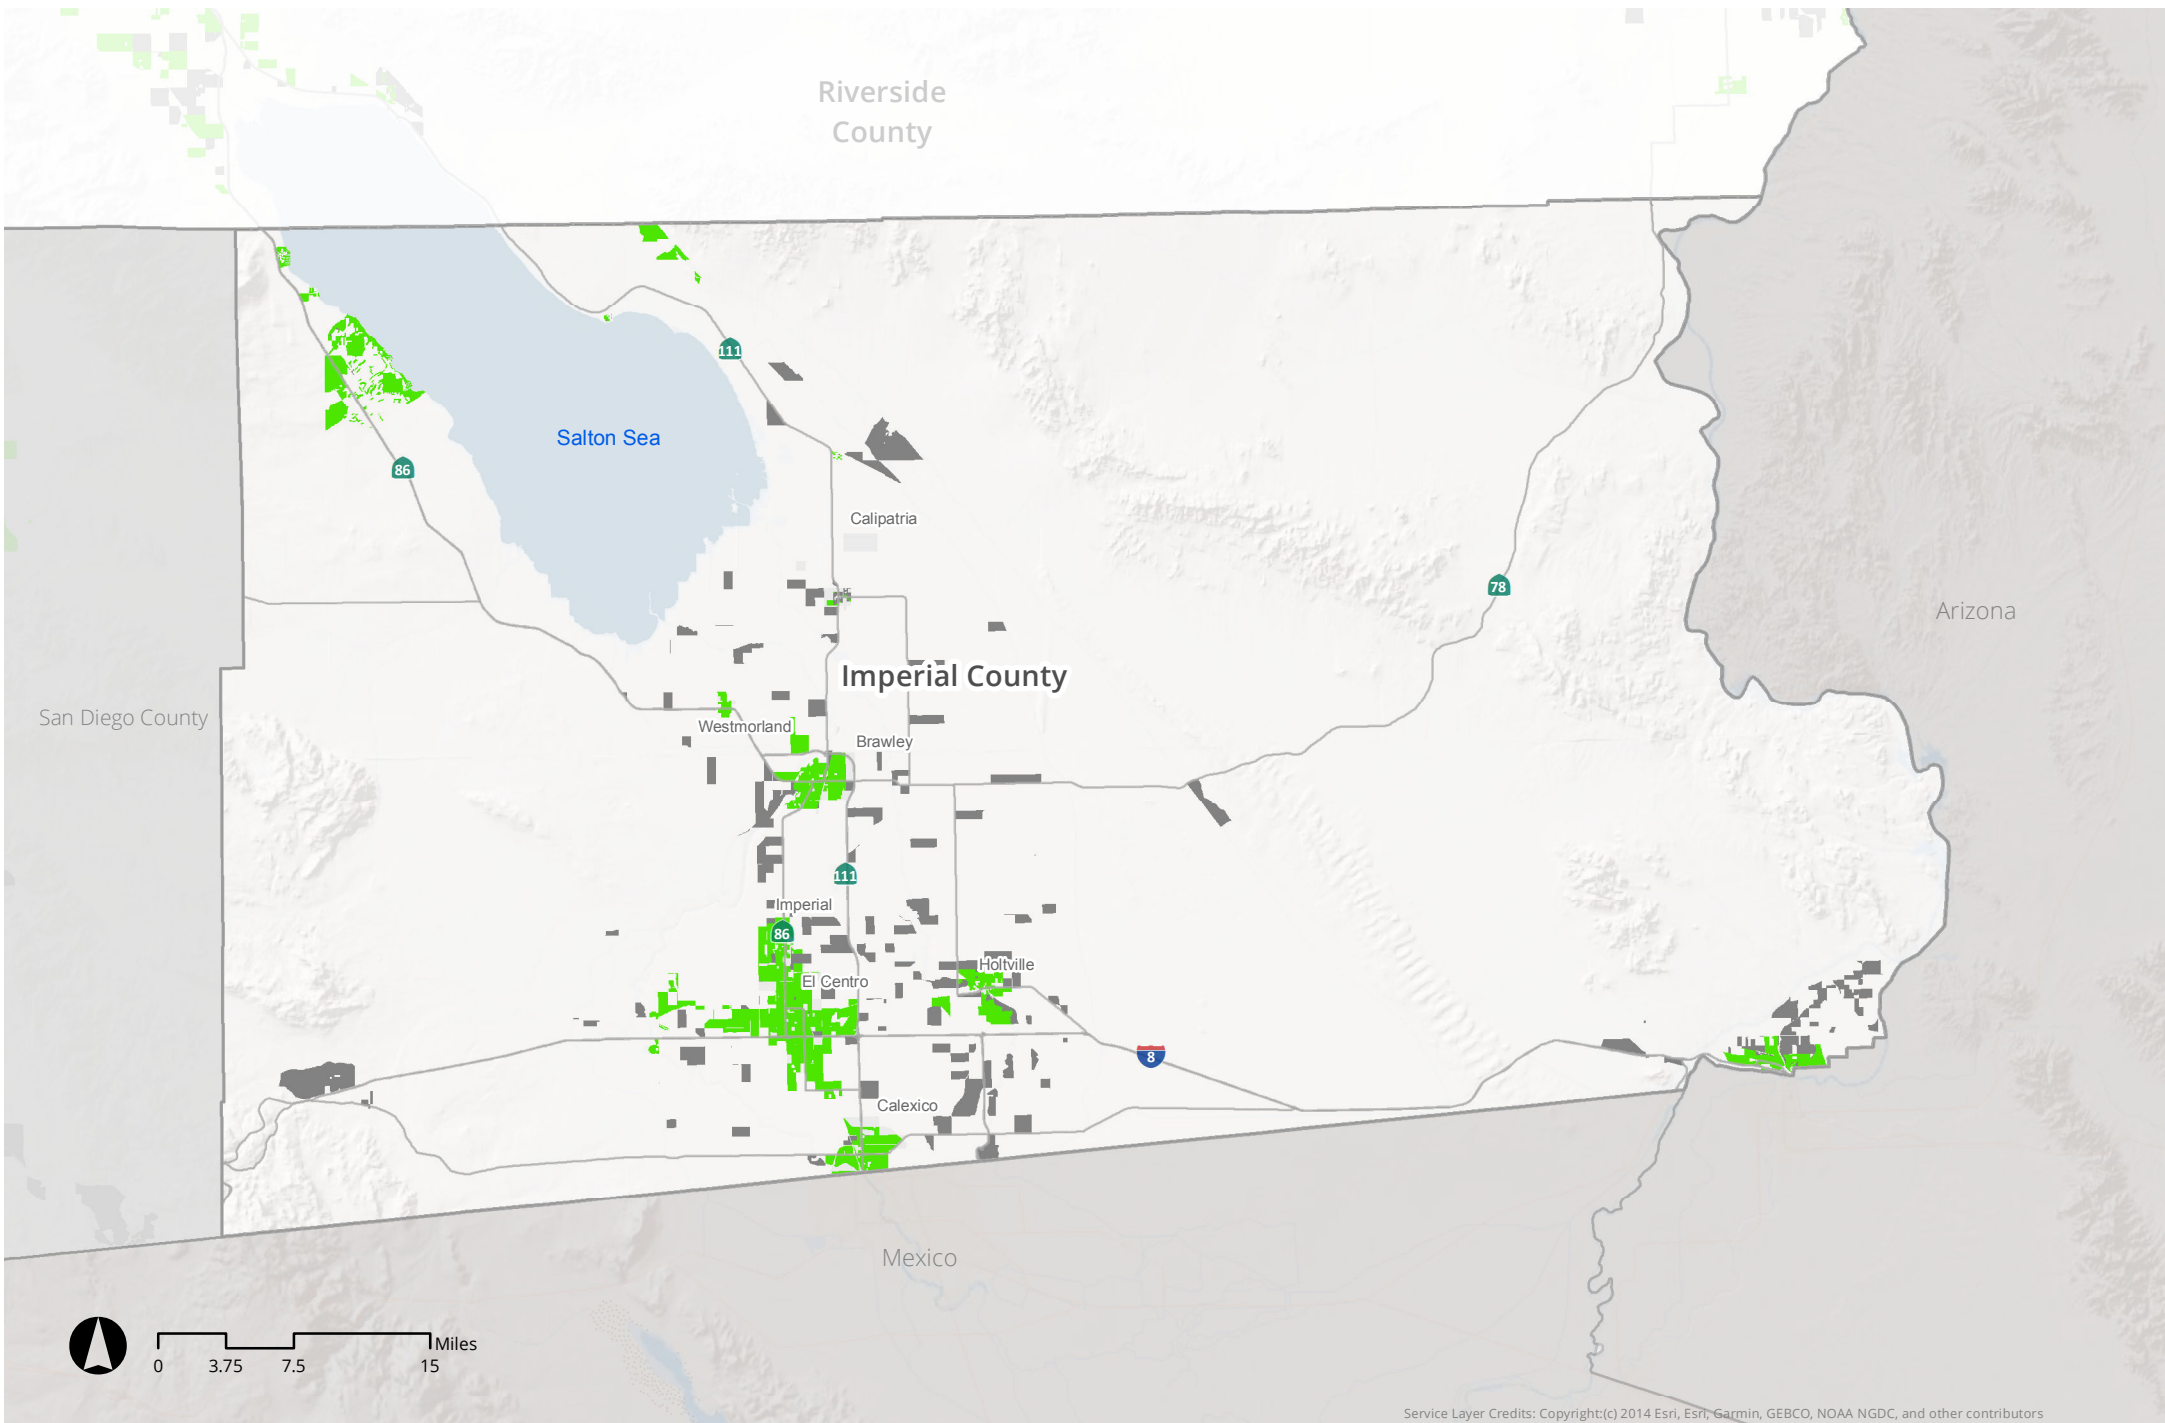 Riverside
County
111
Salton Sea
86
Calipatria
78
Arizona
Imperial County
San Diego County
Westmorland
Brawley
111
Imperial
86
Holtville
El Centro
8
Calexico
Mexico
Miles
0 3.75 7.5 15
Service Layer Credits: Copyright:(c) 2014 Esri, Esri, Garmin, GEBCO, NOAA NGDC, and other contributors